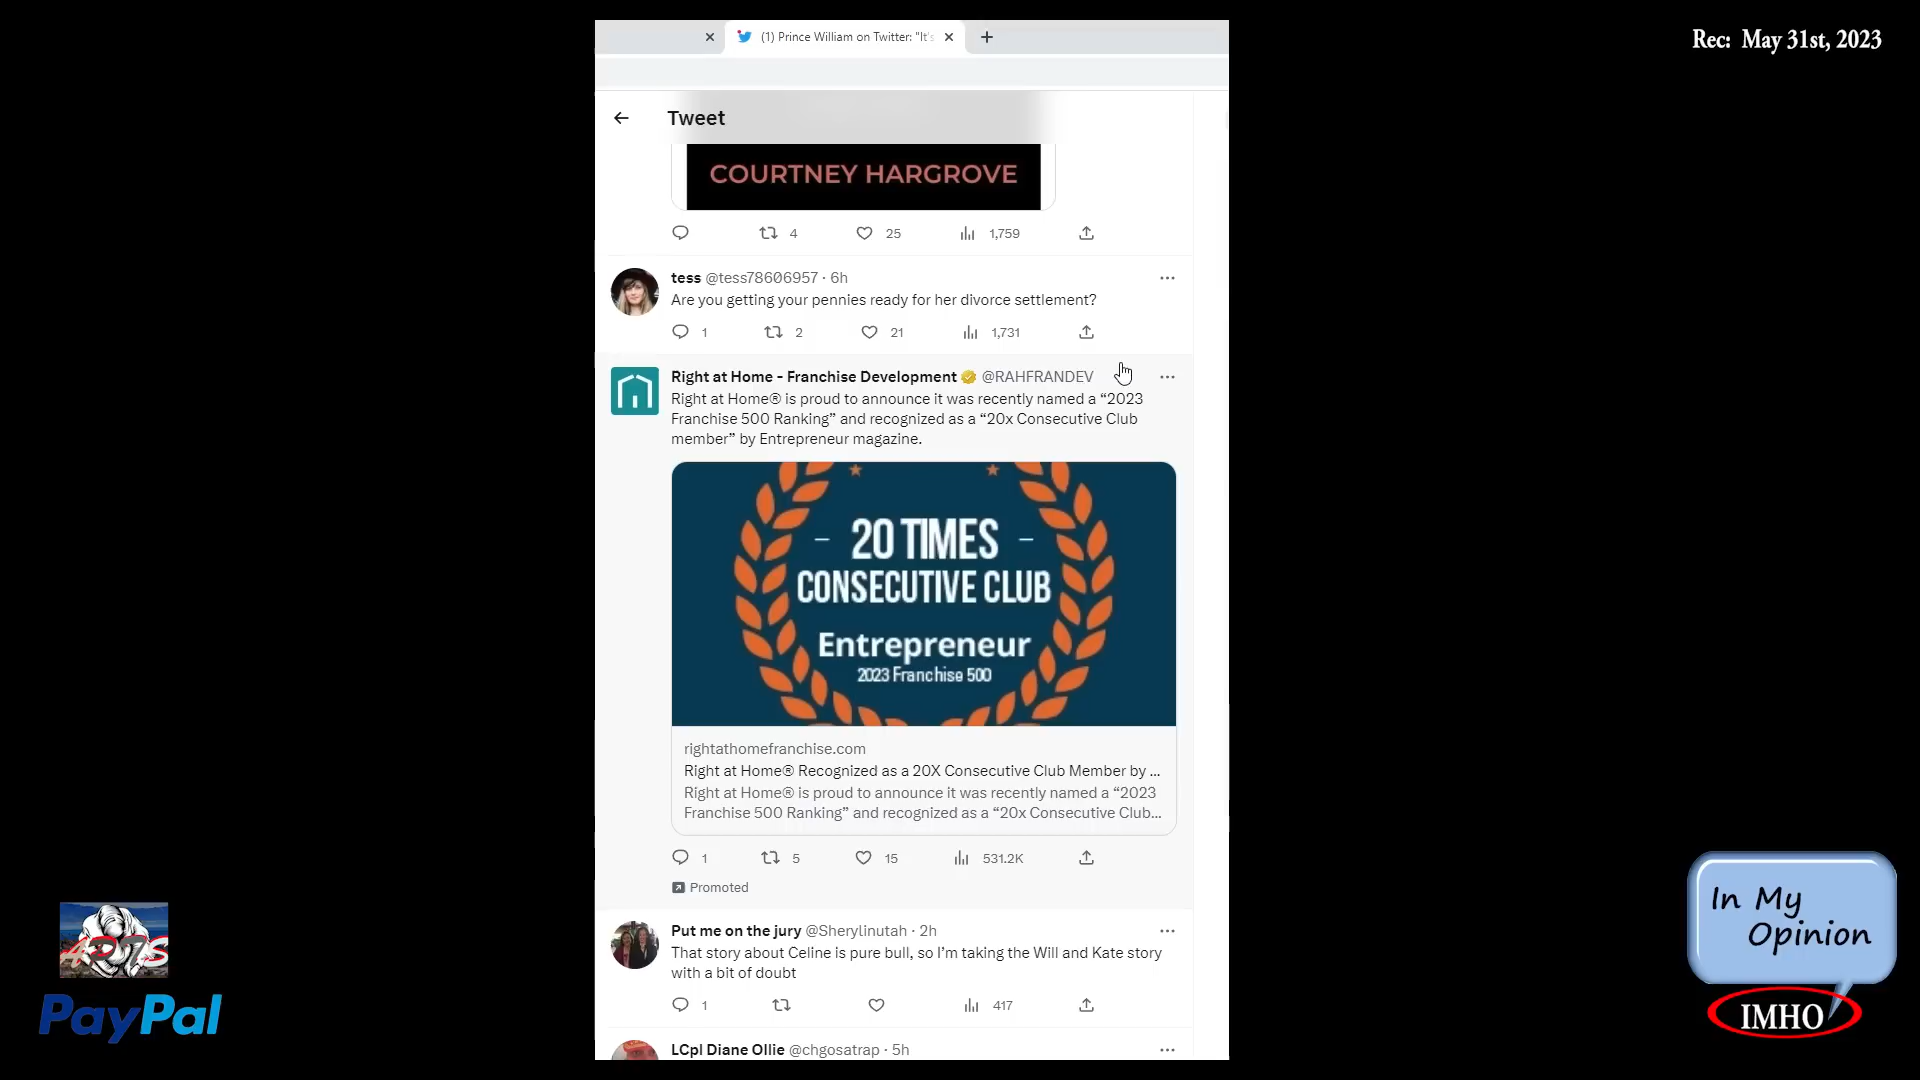 Rec: May 31st, 2023
(1) Prince William on Twitter: "It's
Tweet
COURTNEY HARGROVE
4 25 1,759
tess @tess78606957 · 6h
Are you getting your pennies ready for her divorce settlement?
1 2 21 1,731
Right at Home - Franchise Development @RAHFRANDEV
Right at Home® is proud to announce it was recently named a “2023
Franchise 500 Ranking” and recognized as a “20x Consecutive Club
member” by Entrepreneur magazine.
- 20 TIMES -
CONSECUTIVE CLUB
Entrepreneur
2023 Franchise 500
rightathomefranchise.com
Right at Home® Recognized as a 20X Consecutive Club Member by ...
Right at Home® is proud to announce it was recently named a “2023
Franchise 500 Ranking” and recognized as a “20x Consecutive Club...
1 5 15 531.2K
Promoted
Put me on the jury @Sherylinutah · 2h
That story about Celine is pure bull, so I’m taking the Will and Kate story
with a bit of doubt
1 417
LCpl Diane Ollie @chgosatrap · 5h
PayPal
In My
Opinion
IMHO